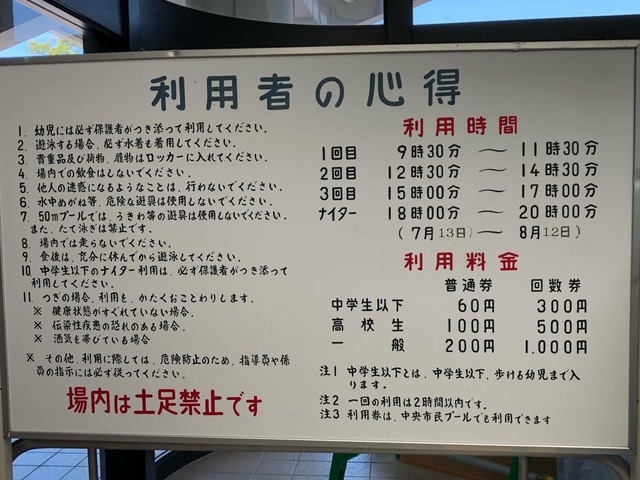 利用者の心得
1. 幼児には必ず保護者がつき添って利用してください。
2. 遊泳する場合、必ず水着も着用してください。
3. 貴重品及び荷物、履物はロッカーに入れてください。
4. 場内での飲食はしないでください。
5. 他人の迷惑になるようなことは、行わないでください。
6. 水中めがね等、危険な遊具は使用しないでください。
7. 50mプールでは、うきわ等の遊具は使用しないでください。
また、たて泳ぎは禁止です。
8. 場内では走らないでください。
9. 食後は、充分に休んでから遊泳してください。
10. 中学生以下のナイター利用は、必ず保護者がつき添って
利用してください。
11. つぎの場合、利用を、かたくおことわりします。
※ 健康状態がすぐれていない場合。
※ 伝染性疾患の恐れのある場合。
※ 酒気を帯びている場合
※ その他、利用に際しては、危険防止のため、指導員や係
員の指示には必ず従ってください。
場内は土足禁止です
利用時間
1回目 9時30分 〜 11時30分
2回目 12時30分 〜 14時30分
3回目 15時00分 〜 17時00分
ナイター 18時00分 〜 20時00分
(7月13日) 〜 8月12日)
利用料金
普通券 回数券
中学生以下 60円 300円
高校生 100円 500円
一般 200円 1.000円
注1 中学生以下とは、中学生以下、歩ける幼児まで入
ります。
注2 一回の利用は2時間以内です。
注3 利用券は、中央市民プールでも利用できます